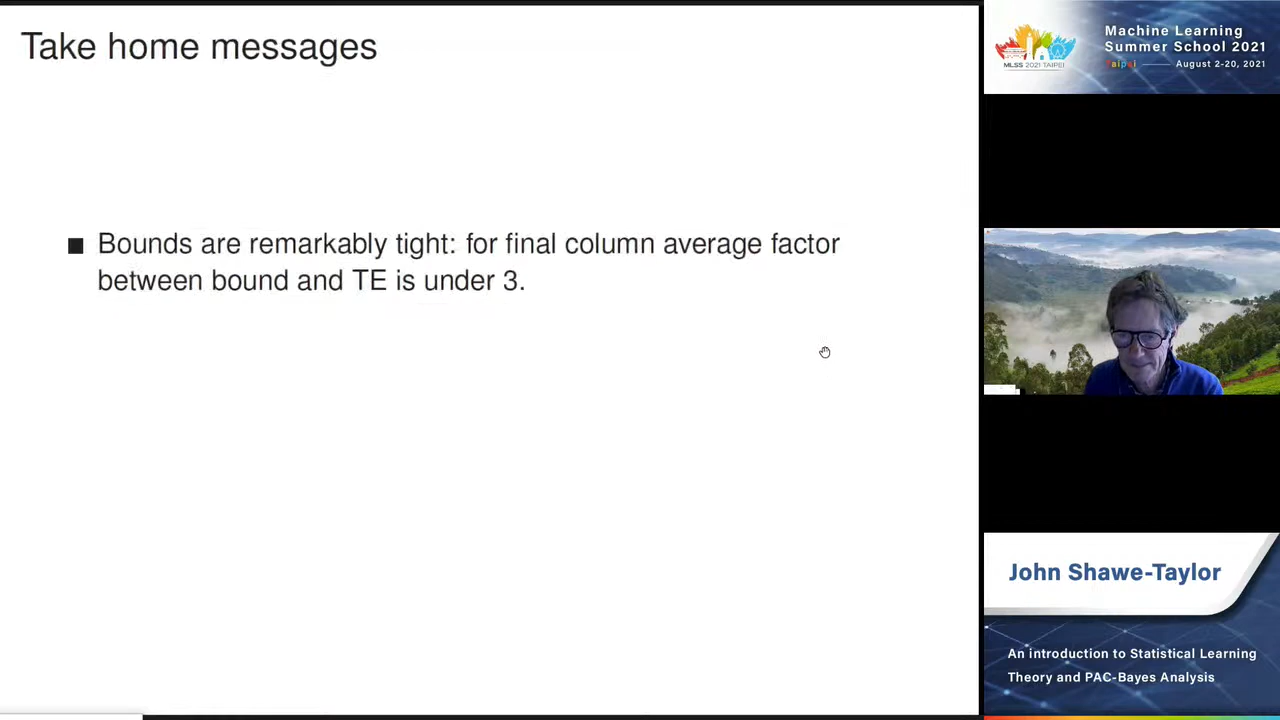 Take home messages
■ Bounds are remarkably tight: for final column average factor
between bound and TE is under 3.
MLSS 2021 TAIPEI
Machine Learning
Summer School 2021
Taipei
August 2-20, 2021
John Shawe-Taylor
An introduction to Statistical Learning
Theory and PAC-Bayes Analysis